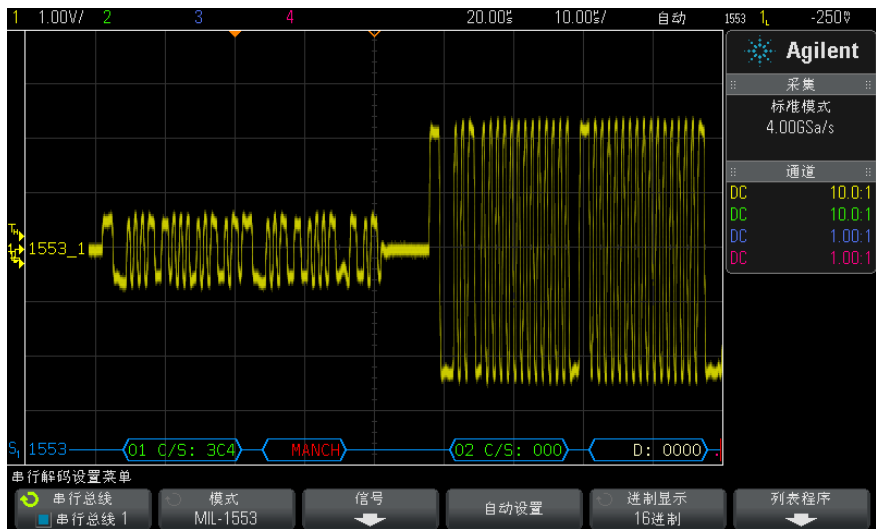 1 1.00V/ 2 3 4 20.00s 10.00s/ 自动 1553 1 -250
Agilent
采集
标准模式
4.00GSa/s
通道
DC 10.0:1
DC 10.0:1
DC 1.00:1
DC 1.00:1
1553_1
S1 1553 01 C/S: 3C4 MANCH 02 C/S: 000 D: 0000
串行解码设置菜单
串行总线 模式 信号 自动设置 进制显示 列表程序
串行总线 1 MIL-1553 16进制